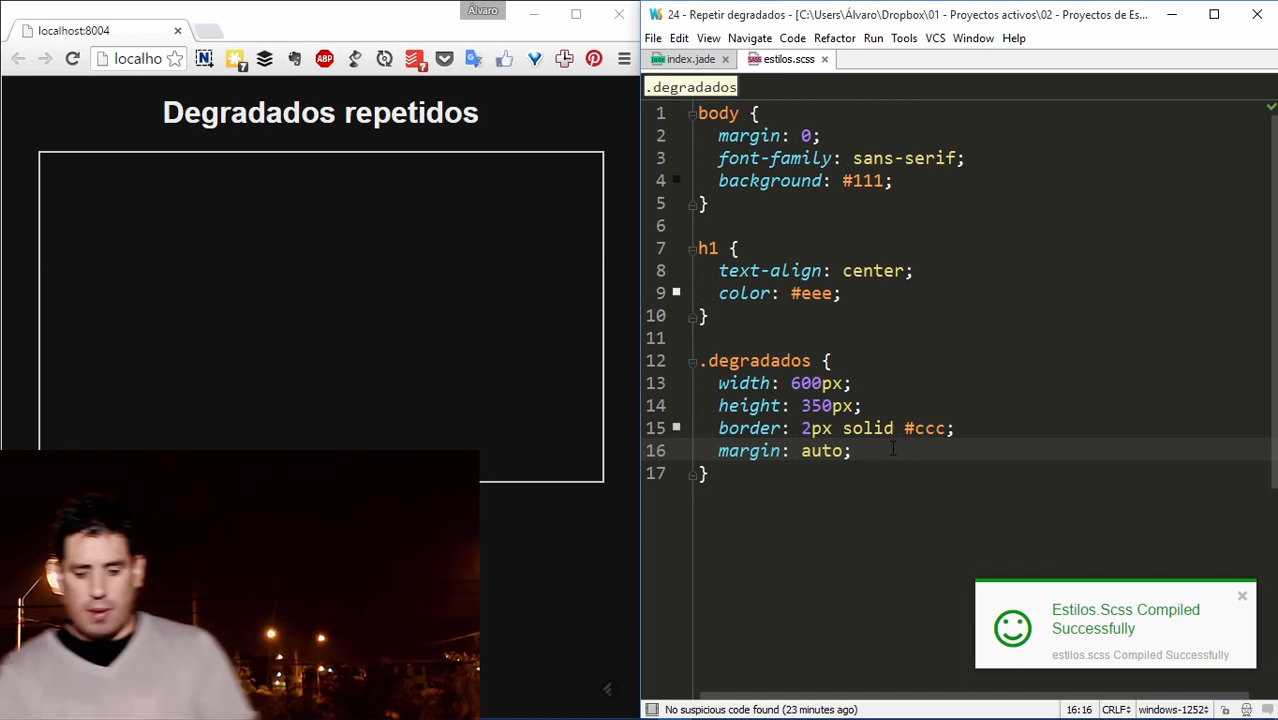 Álvaro
localhost:8004
localho
7
ABP
7
Degradados repetidos
24 - Repetir degradados - [C:\Users\Álvaro\Dropbox\01 - Proyectos activos\02 - Proyectos de Es...
File Edit View Navigate Code Refactor Run Tools VCS Window Help
index.jade estilos.scss
.degradados
1 body {
2 margin: 0;
3 font-family: sans-serif;
4 background: #111;
5 }
6
7 h1 {
8 text-align: center;
9 color: #eee;
10 }
11
12 .degradados {
13 width: 600px;
14 height: 350px;
15 border: 2px solid #ccc;
16 margin: auto;
17 }
Estilos.Scss Compiled
Successfully
estilos.scss Compiled Successfully
No suspicious code found (23 minutes ago) 16:16 CRLF÷ windows-1252÷